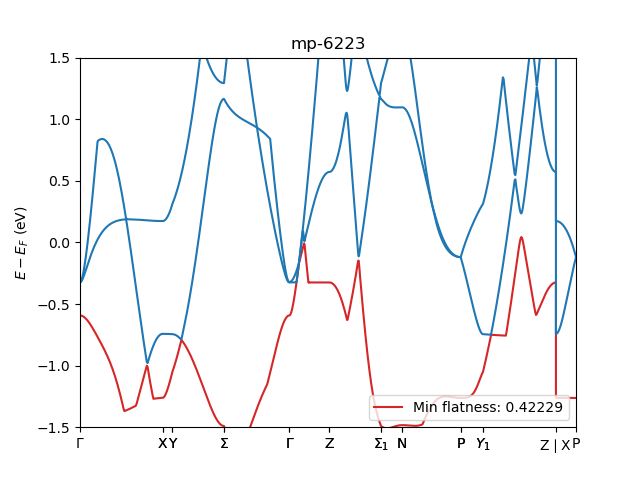 mp-6223
1.5
1.0
0.5
0.0
−0.5
−1.0
−1.5
E − E_F (eV)
Γ X Y Σ Γ Z Σ₁ N P Y₁ Z | X P
Min flatness: 0.42229